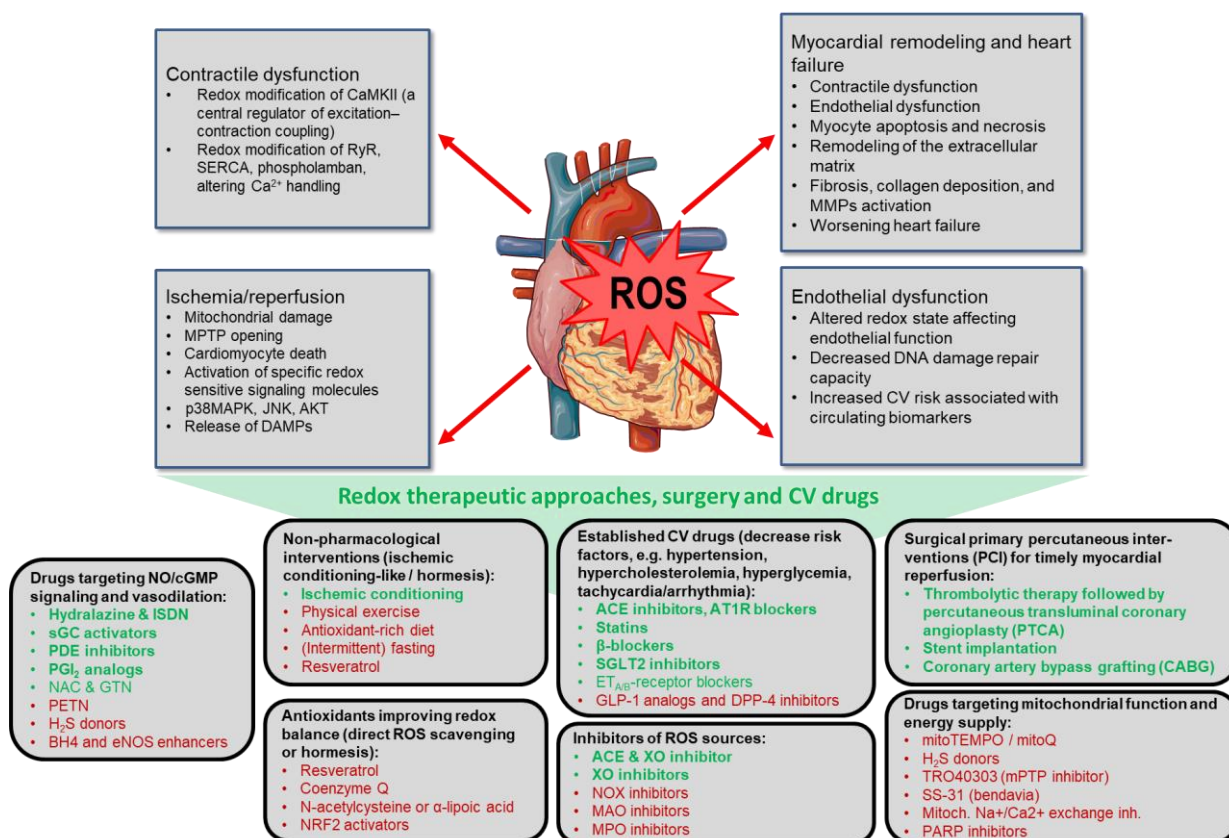 Contractile dysfunction
• Redox modification of CaMKII (a
central regulator of excitation–
contraction coupling)
• Redox modification of RyR,
SERCA, phospholamban,
altering Ca²⁺ handling
Myocardial remodeling and heart
failure
• Contractile dysfunction
• Endothelial dysfunction
• Myocyte apoptosis and necrosis
• Remodeling of the extracellular
matrix
• Fibrosis, collagen deposition, and
MMPs activation
• Worsening heart failure
ROS
Ischemia/reperfusion
• Mitochondrial damage
• MPTP opening
• Cardiomyocyte death
• Activation of specific redox
sensitive signaling molecules
• p38MAPK, JNK, AKT
• Release of DAMPs
Endothelial dysfunction
• Altered redox state affecting
endothelial function
• Decreased DNA damage repair
capacity
• Increased CV risk associated with
circulating biomarkers
Redox therapeutic approaches, surgery and CV drugs
Drugs targeting NO/cGMP
signaling and vasodilation:
• Hydralazine & ISDN
• sGC activators
• PDE inhibitors
• PGI₂ analogs
• NAC & GTN
• PETN
• H₂S donors
• BH4 and eNOS enhancers
Non-pharmacological
interventions (ischemic
conditioning-like / hormesis):
• Ischemic conditioning
• Physical exercise
• Antioxidant-rich diet
• (Intermittent) fasting
• Resveratrol
Antioxidants improving redox
balance (direct ROS scavenging
or hormesis):
• Resveratrol
• Coenzyme Q
• N-acetylcysteine or α-lipoic acid
• NRF2 activators
Established CV drugs (decrease risk
factors, e.g. hypertension,
hypercholesterolemia, hyperglycemia,
tachycardia/arrhythmia):
• ACE inhibitors, AT1R blockers
• Statins
• β-blockers
• SGLT2 inhibitors
• ET_A/B-receptor blockers
• GLP-1 analogs and DPP-4 inhibitors
Inhibitors of ROS sources:
• ACE & XO inhibitor
• XO inhibitors
• NOX inhibitors
• MAO inhibitors
• MPO inhibitors
Surgical primary percutaneous inter-
ventions (PCI) for timely myocardial
reperfusion:
• Thrombolytic therapy followed by
percutaneous transluminal coronary
angioplasty (PTCA)
• Stent implantation
• Coronary artery bypass grafting (CABG)
Drugs targeting mitochondrial function and
energy supply:
• mitoTEMPO / mitoQ
• H₂S donors
• TRO40303 (mPTP inhibitor)
• SS-31 (bendavia)
• Mitoch. Na+/Ca2+ exchange inh.
• PARP inhibitors